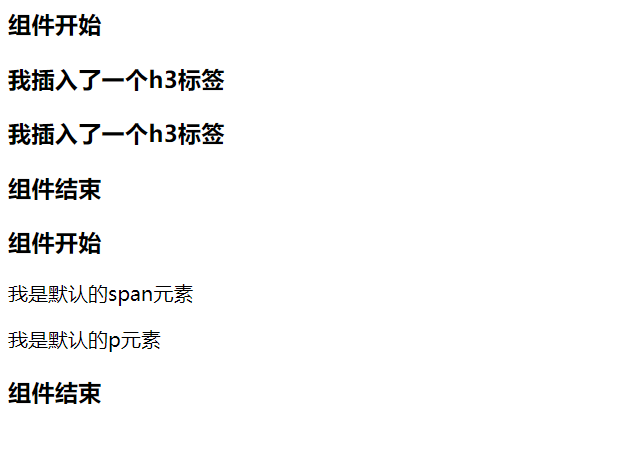 组件开始
我插入了一个h3标签
我插入了一个h3标签
组件结束
组件开始
我是默认的span元素
我是默认的p元素
组件结束